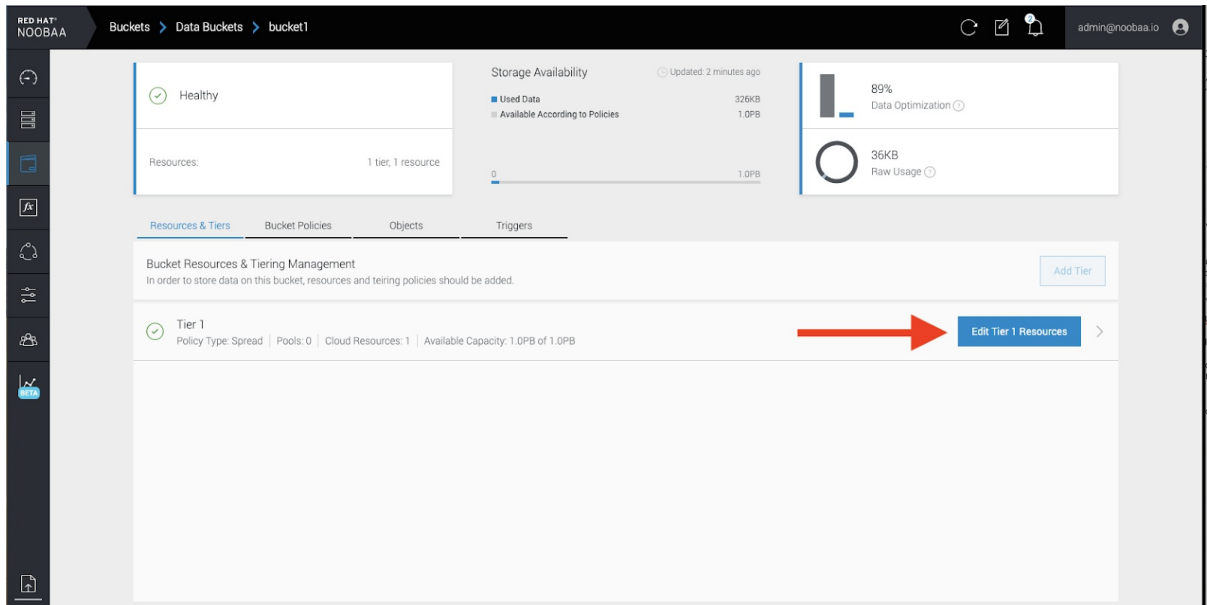 RED HAT®
NOOBAA
Buckets > Data Buckets > bucket1
2
admin@noobaa.io
Healthy
Resources: 1 tier, 1 resource
Storage Availability
Updated: 2 minutes ago
Used Data 326KB
Available According to Policies 1.0PB
0 1.0PB
89%
Data Optimization ?
36KB
Raw Usage ?
Resources & Tiers Bucket Policies Objects Triggers
Bucket Resources & Tiering Management
In order to store data on this bucket, resources and teiring policies should be added.
Add Tier
Tier 1
Policy Type: Spread | Pools: 0 | Cloud Resources: 1 | Available Capacity: 1.0PB of 1.0PB
Edit Tier 1 Resources
fx
BETA